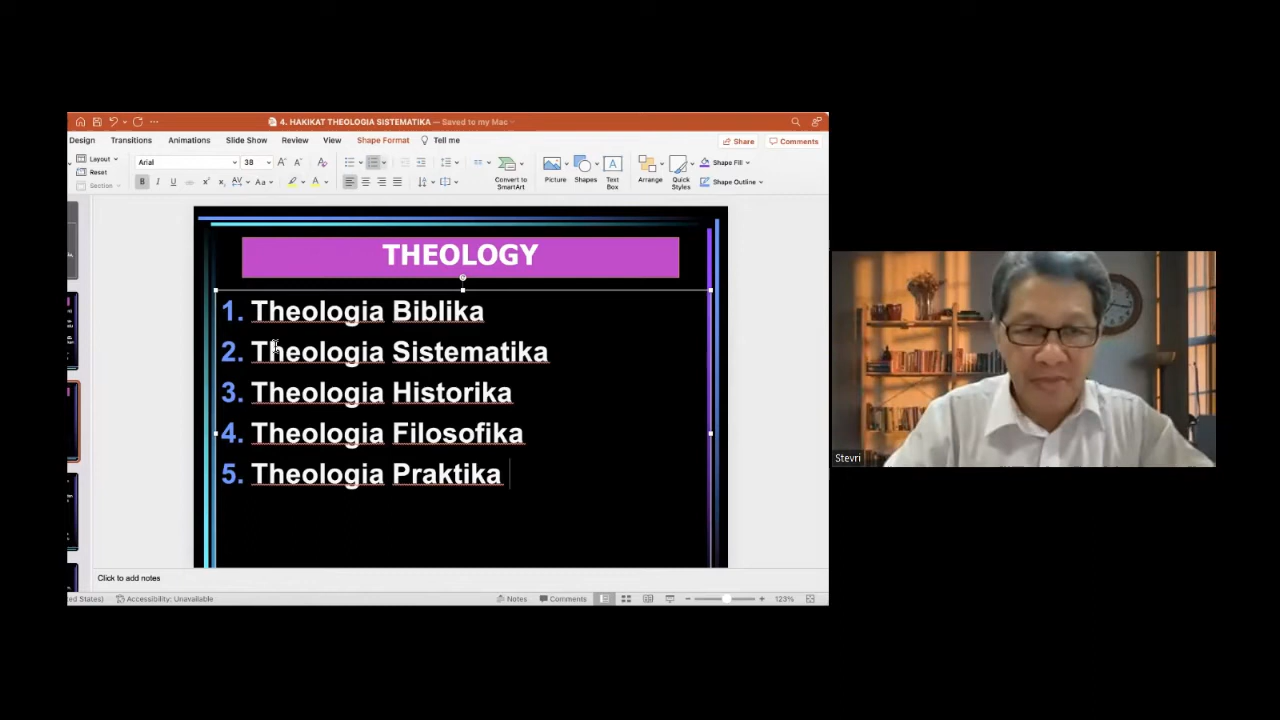 4. HAKIKAT THEOLOGIA SISTEMATIKA — Saved to my Mac
Design Transitions Animations Slide Show Review View Shape Format Tell me
Share Comments
Layout
Reset
Section
Arial 38
Convert to SmartArt
Picture
Shapes
Text Box
Arrange
Quick Styles
Shape Fill
Shape Outline
THEOLOGY
1. Theologia Biblika
2. Theologia Sistematika
3. Theologia Historika
4. Theologia Filosofika
5. Theologia Praktika
Stevri
Click to add notes
ed States) Accessibility: Unavailable Notes Comments 123%